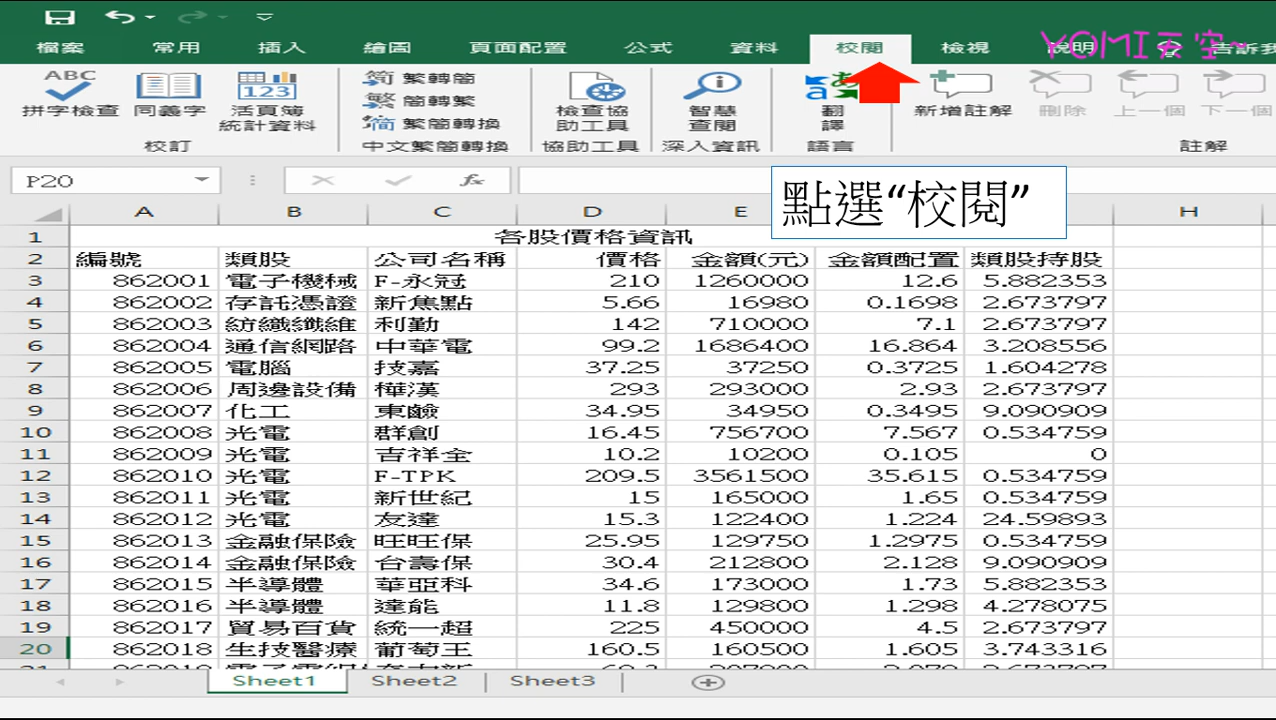 檔案 常用 插入 繪圖 頁面配置 公式 資料 校閱 檢視 說明 告訴我
YOMI天空~
ABC 繁轉簡
123 簡轉繁
拼字檢查 同義字 活頁簿 統計資料 繁簡轉換 檢查協助工具 智慧查閱 翻譯 新增註解 刪除 上一個 下一個
校訂 中文繁簡轉換 協助工具 深入資訊 語言 註解
P20 fx
點選“校閱”
A B C D E H
1 各股價格資訊
2 編號 類股 公司名稱 價格 金額(元) 金額配置 類股持股
3 862001 電子機械 F-永冠 210 1260000 12.6 5.882353
4 862002 存託憑證 新焦點 5.66 16980 0.1698 2.673797
5 862003 紡織纖維 利勤 142 710000 7.1 2.673797
6 862004 通信網路 中華電 99.2 1686400 16.864 3.208556
7 862005 電腦 技嘉 37.25 37250 0.3725 1.604278
8 862006 周邊設備 樺漢 293 293000 2.93 2.673797
9 862007 化工 東鹼 34.95 34950 0.3495 9.090909
10 862008 光電 群創 16.45 756700 7.567 0.534759
11 862009 光電 吉祥全 10.2 10200 0.105 0
12 862010 光電 F-TPK 209.5 3561500 35.615 0.534759
13 862011 光電 新世紀 15 165000 1.65 0.534759
14 862012 光電 友達 15.3 122400 1.224 24.59893
15 862013 金融保險 旺旺保 25.95 129750 1.2975 0.534759
16 862014 金融保險 台壽保 30.4 212800 2.128 9.090909
17 862015 半導體 華亞科 34.6 173000 1.73 5.882353
18 862016 半導體 達能 11.8 129800 1.298 4.278075
19 862017 貿易百貨 統一超 225 450000 4.5 2.673797
20 862018 生技醫療 葡萄王 160.5 160500 1.605 3.743316
Sheet1 Sheet2 Sheet3